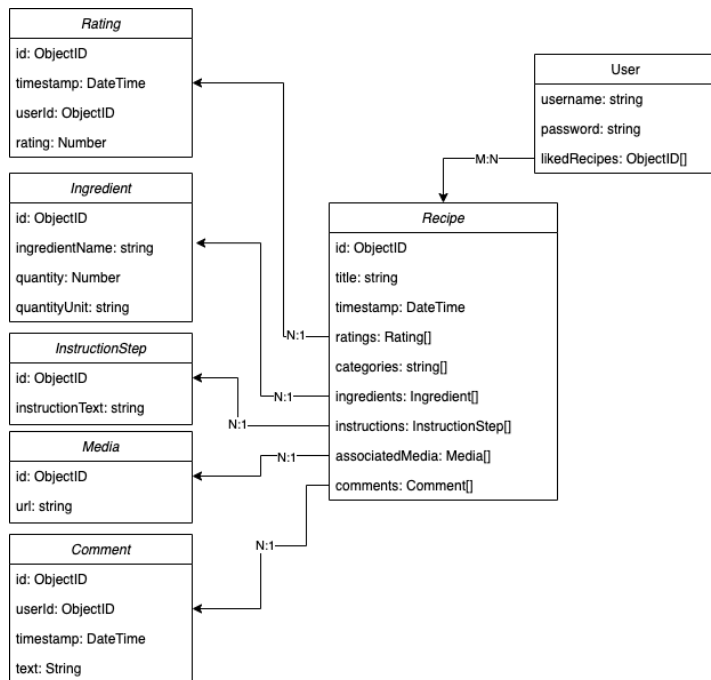 Rating
id: ObjectID
timestamp: DateTime
userId: ObjectID
rating: Number
User
username: string
password: string
likedRecipes: ObjectID[]
M:N
Ingredient
id: ObjectID
ingredientName: string
quantity: Number
quantityUnit: string
Recipe
id: ObjectID
title: string
timestamp: DateTime
ratings: Rating[]
categories: string[]
ingredients: Ingredient[]
instructions: InstructionStep[]
associatedMedia: Media[]
comments: Comment[]
N:1
N:1
N:1
N:1
N:1
InstructionStep
id: ObjectID
instructionText: string
Media
id: ObjectID
url: string
Comment
id: ObjectID
userId: ObjectID
timestamp: DateTime
text: String